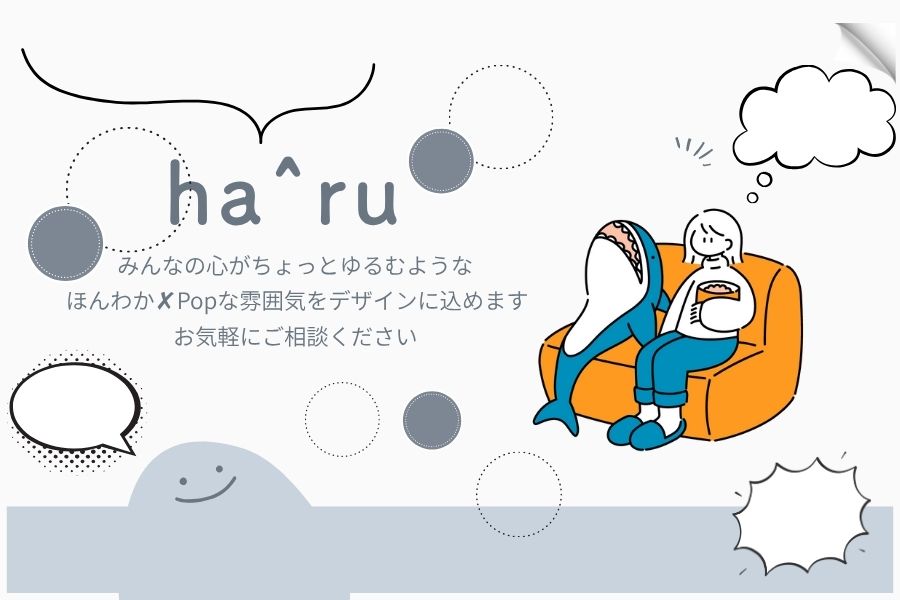 ha^ru
みんなの心がちょっとゆるむような
ほんわか✘Popな雰囲気をデザインに込めます
お気軽にご相談ください